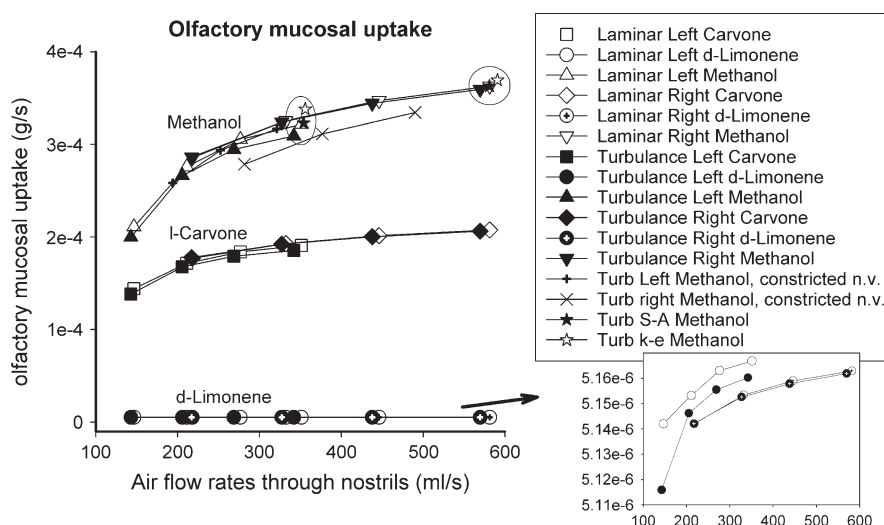 Olfactory mucosal uptake
olfactory mucosal uptake (g/s)
4e-4
3e-4
2e-4
1e-4
0
Methanol
l-Carvone
d-Limonene
100 200 300 400 500 600
Air flow rates through nostrils (ml/s)
Laminar Left Carvone
Laminar Left d-Limonene
Laminar Left Methanol
Laminar Right Carvone
Laminar Right d-Limonene
Laminar Right Methanol
Turbulance Left Carvone
Turbulance Left d-Limonene
Turbulance Left Methanol
Turbulance Right Carvone
Turbulance Right d-Limonene
Turbulance Right Methanol
Turb Left Methanol, constricted n.v.
Turb right Methanol, constricted n.v.
Turb S-A Methanol
Turb k-e Methanol
5.16e-6
5.15e-6
5.14e-6
5.13e-6
5.12e-6
5.11e-6
100 200 300 400 500 600